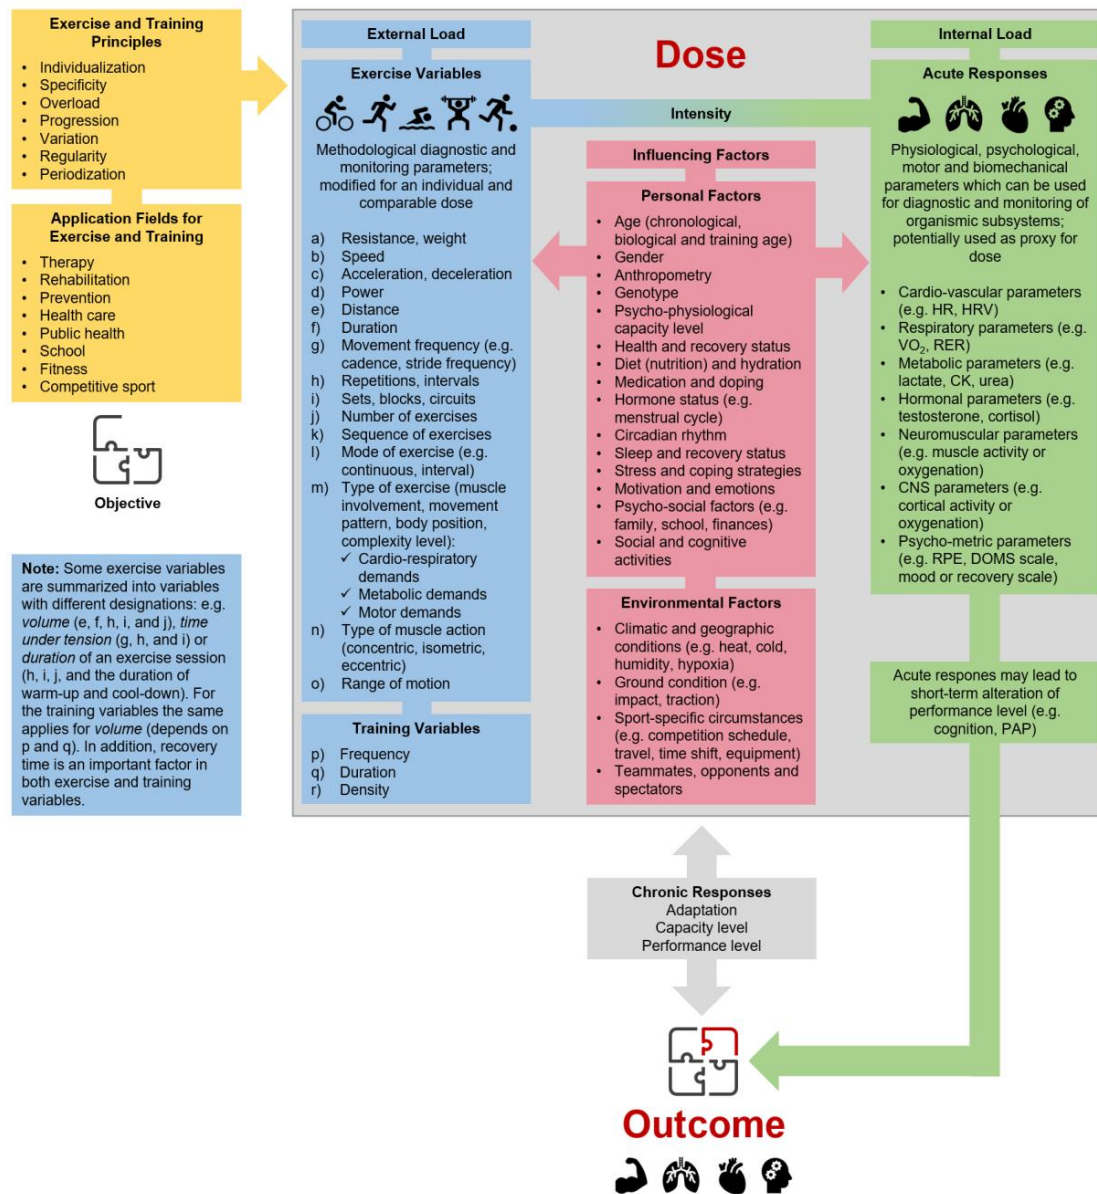 Exercise and Training
Principles
• Individualization
• Specificity
• Overload
• Progression
• Variation
• Regularity
• Periodization
Application Fields for
Exercise and Training
• Therapy
• Rehabilitation
• Prevention
• Health care
• Public health
• School
• Fitness
• Competitive sport
Objective
Note: Some exercise variables
are summarized into variables
with different designations: e.g.
volume (e, f, h, i, and j), time
under tension (g, h, and i) or
duration of an exercise session
(h, i, j, and the duration of
warm-up and cool-down). For
the training variables the same
applies for volume (depends on
p and q). In addition, recovery
time is an important factor in
both exercise and training
variables.
Dose
External Load
Exercise Variables
Methodological diagnostic and
monitoring parameters;
modified for an individual and
comparable dose
a) Resistance, weight
b) Speed
c) Acceleration, deceleration
d) Power
e) Distance
f) Duration
g) Movement frequency (e.g.
cadence, stride frequency)
h) Repetitions, intervals
i) Sets, blocks, circuits
j) Number of exercises
k) Sequence of exercises
l) Mode of exercise (e.g.
continuous, interval)
m) Type of exercise (muscle
involvement, movement
pattern, body position,
complexity level):
✓ Cardio-respiratory
demands
✓ Metabolic demands
✓ Motor demands
n) Type of muscle action
(concentric, isometric,
eccentric)
o) Range of motion
Training Variables
p) Frequency
q) Duration
r) Density
Intensity
Influencing Factors
Personal Factors
• Age (chronological,
biological and training age)
• Gender
• Anthropometry
• Genotype
• Psycho-physiological
capacity level
• Health and recovery status
• Diet (nutrition) and hydration
• Medication and doping
• Hormone status (e.g.
menstrual cycle)
• Circadian rhythm
• Sleep and recovery status
• Stress and coping strategies
• Motivation and emotions
• Psycho-social factors (e.g.
family, school, finances)
• Social and cognitive
activities
Environmental Factors
• Climatic and geographic
conditions (e.g. heat, cold,
humidity, hypoxia)
• Ground condition (e.g.
impact, traction)
• Sport-specific circumstances
(e.g. competition schedule,
travel, time shift, equipment)
• Teammates, opponents and
spectators
Internal Load
Acute Responses
Physiological, psychological,
motor and biomechanical
parameters which can be used
for diagnostic and monitoring of
organismic subsystems;
potentially used as proxy for
dose
• Cardio-vascular parameters
(e.g. HR, HRV)
• Respiratory parameters (e.g.
VO₂, RER)
• Metabolic parameters (e.g.
lactate, CK, urea)
• Hormonal parameters (e.g.
testosterone, cortisol)
• Neuromuscular parameters
(e.g. muscle activity or
oxygenation)
• CNS parameters (e.g.
cortical activity or
oxygenation)
• Psycho-metric parameters
(e.g. RPE, DOMS scale,
mood or recovery scale)
Acute respones may lead to
short-term alteration of
performance level (e.g.
cognition, PAP)
Chronic Responses
Adaptation
Capacity level
Performance level
Outcome